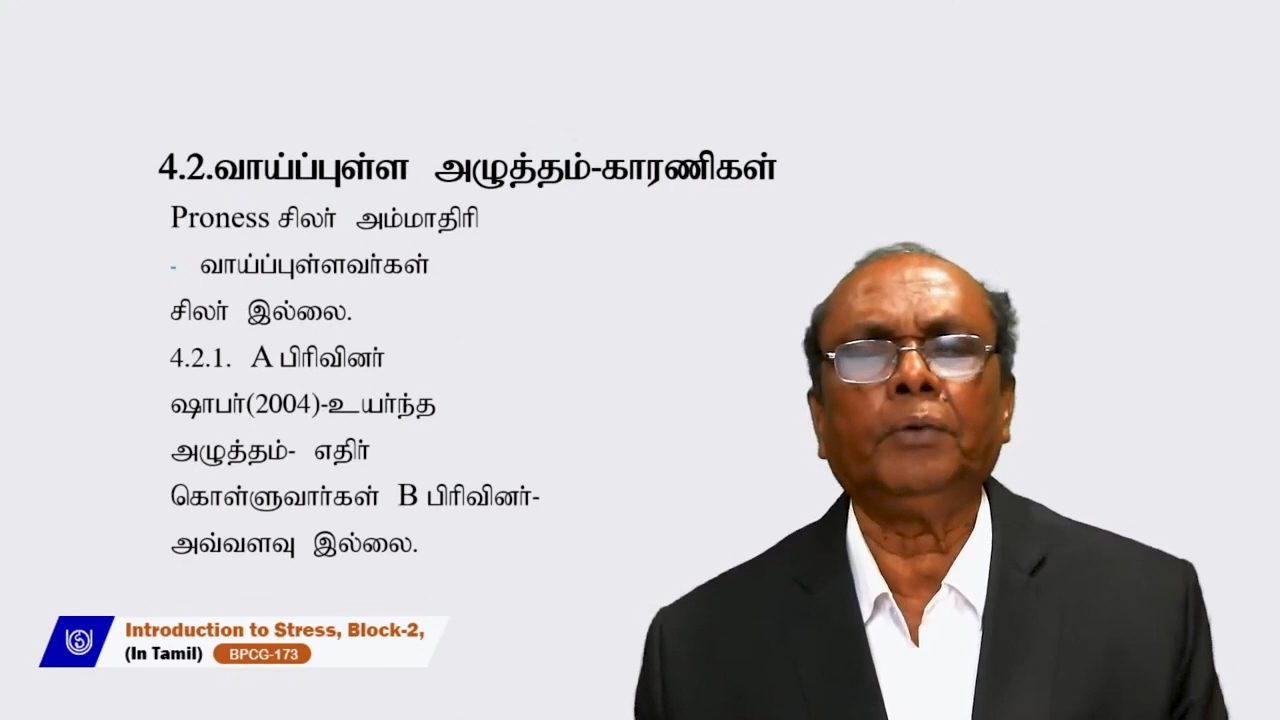 4.2.வாய்ப்புள்ள அழுத்தம்-காரணிகள்
Proness சிலர் அம்மாதிரி
- வாய்ப்புள்ளவர்கள்
சிலர் இல்லை.
4.2.1. A பிரிவினர்
ஷாபர்(2004)-உயர்ந்த
அழுத்தம்- எதிர்
கொள்ளுவார்கள் B பிரிவினர்-
அவ்வளவு இல்லை.
Introduction to Stress, Block-2,
(In Tamil) BPCG-173